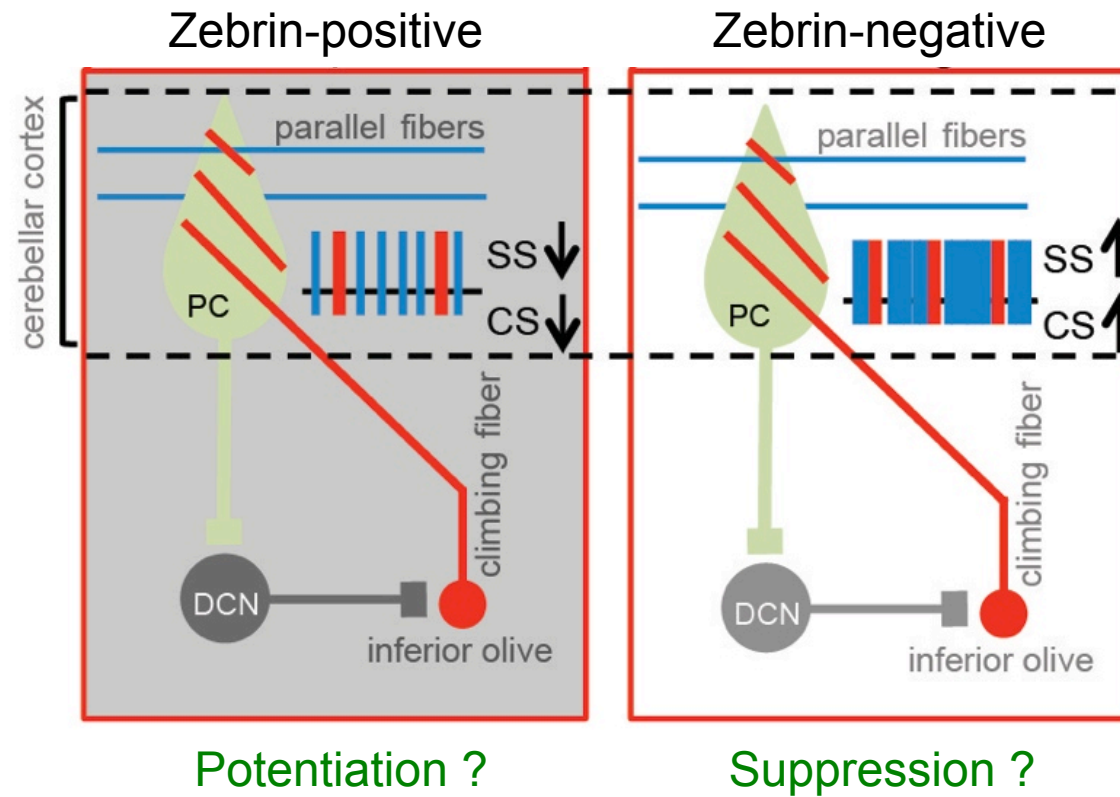 Zebrin-positive
Zebrin-negative
cerebellar cortex
parallel fibers
SS
CS
PC
climbing fiber
DCN
inferior olive
parallel fibers
SS
CS
PC
climbing fiber
DCN
inferior olive
Potentiation ?
Suppression ?